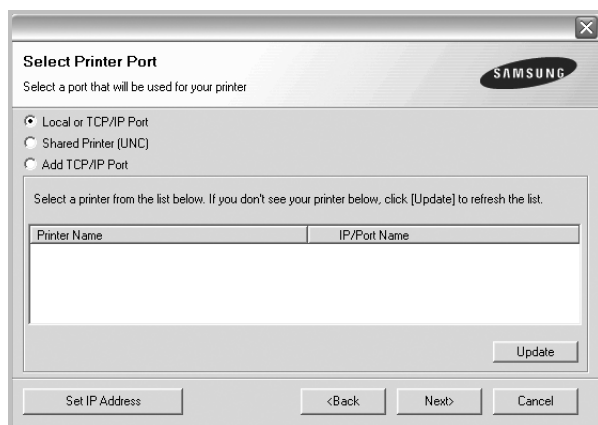 Select Printer Port
SAMSUNG
Select a port that will be used for your printer
Local or TCP/IP Port
Shared Printer (UNC)
Add TCP/IP Port
Select a printer from the list below. If you don't see your printer below, click [Update] to refresh the list.
Printer Name IP/Port Name
Update
Set IP Address <Back Next> Cancel